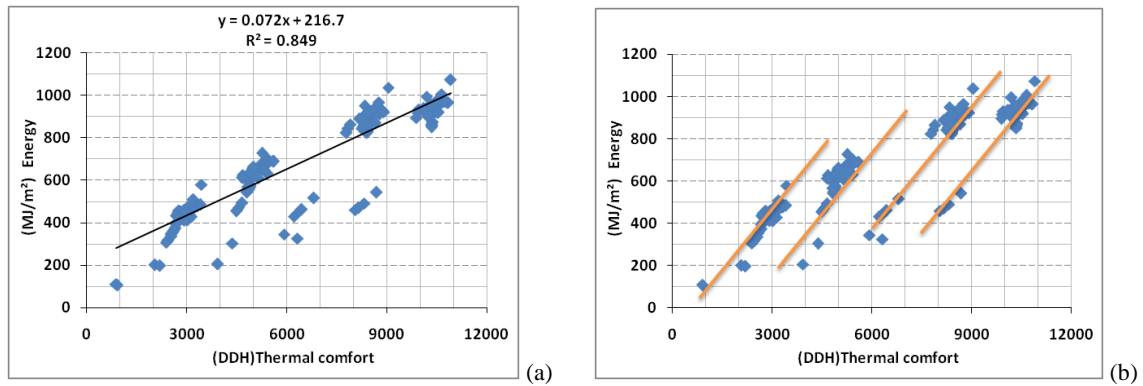 y = 0.072x + 216.7
R² = 0.849
1200
1000
800
600
400
200
0
(MJ/m²) Energy
0 3000 6000 9000 12000
(DDH)Thermal comfort
(a)
1200
1000
800
600
400
200
0
(MJ/m²) Energy
0 3000 6000 9000 12000
(DDH)Thermal comfort
(b)